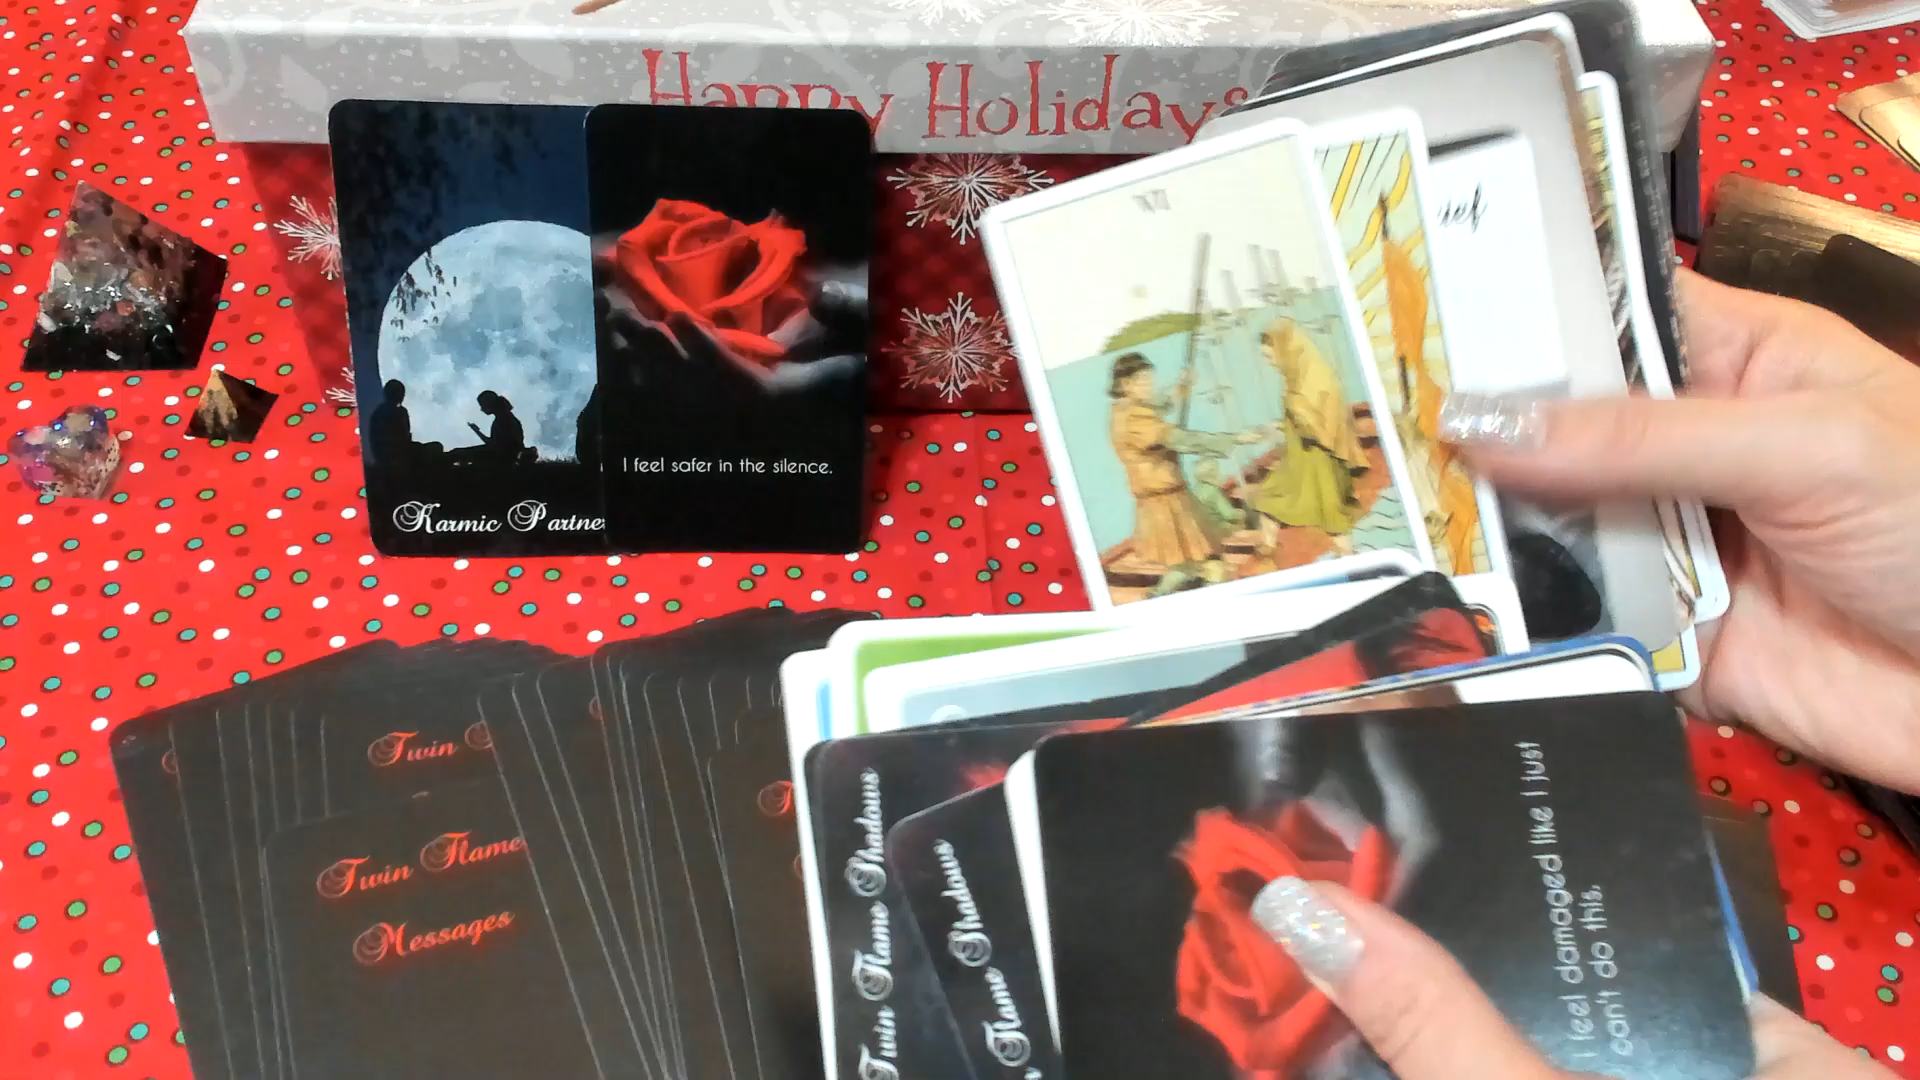 Happy Holidays
VI
Karmic Partne
I feel safer in the silence.
Twin
Twin Flame
Messages
Twin Flame Shadows
Flame Shadows
I feel damaged like I just
can't do this.